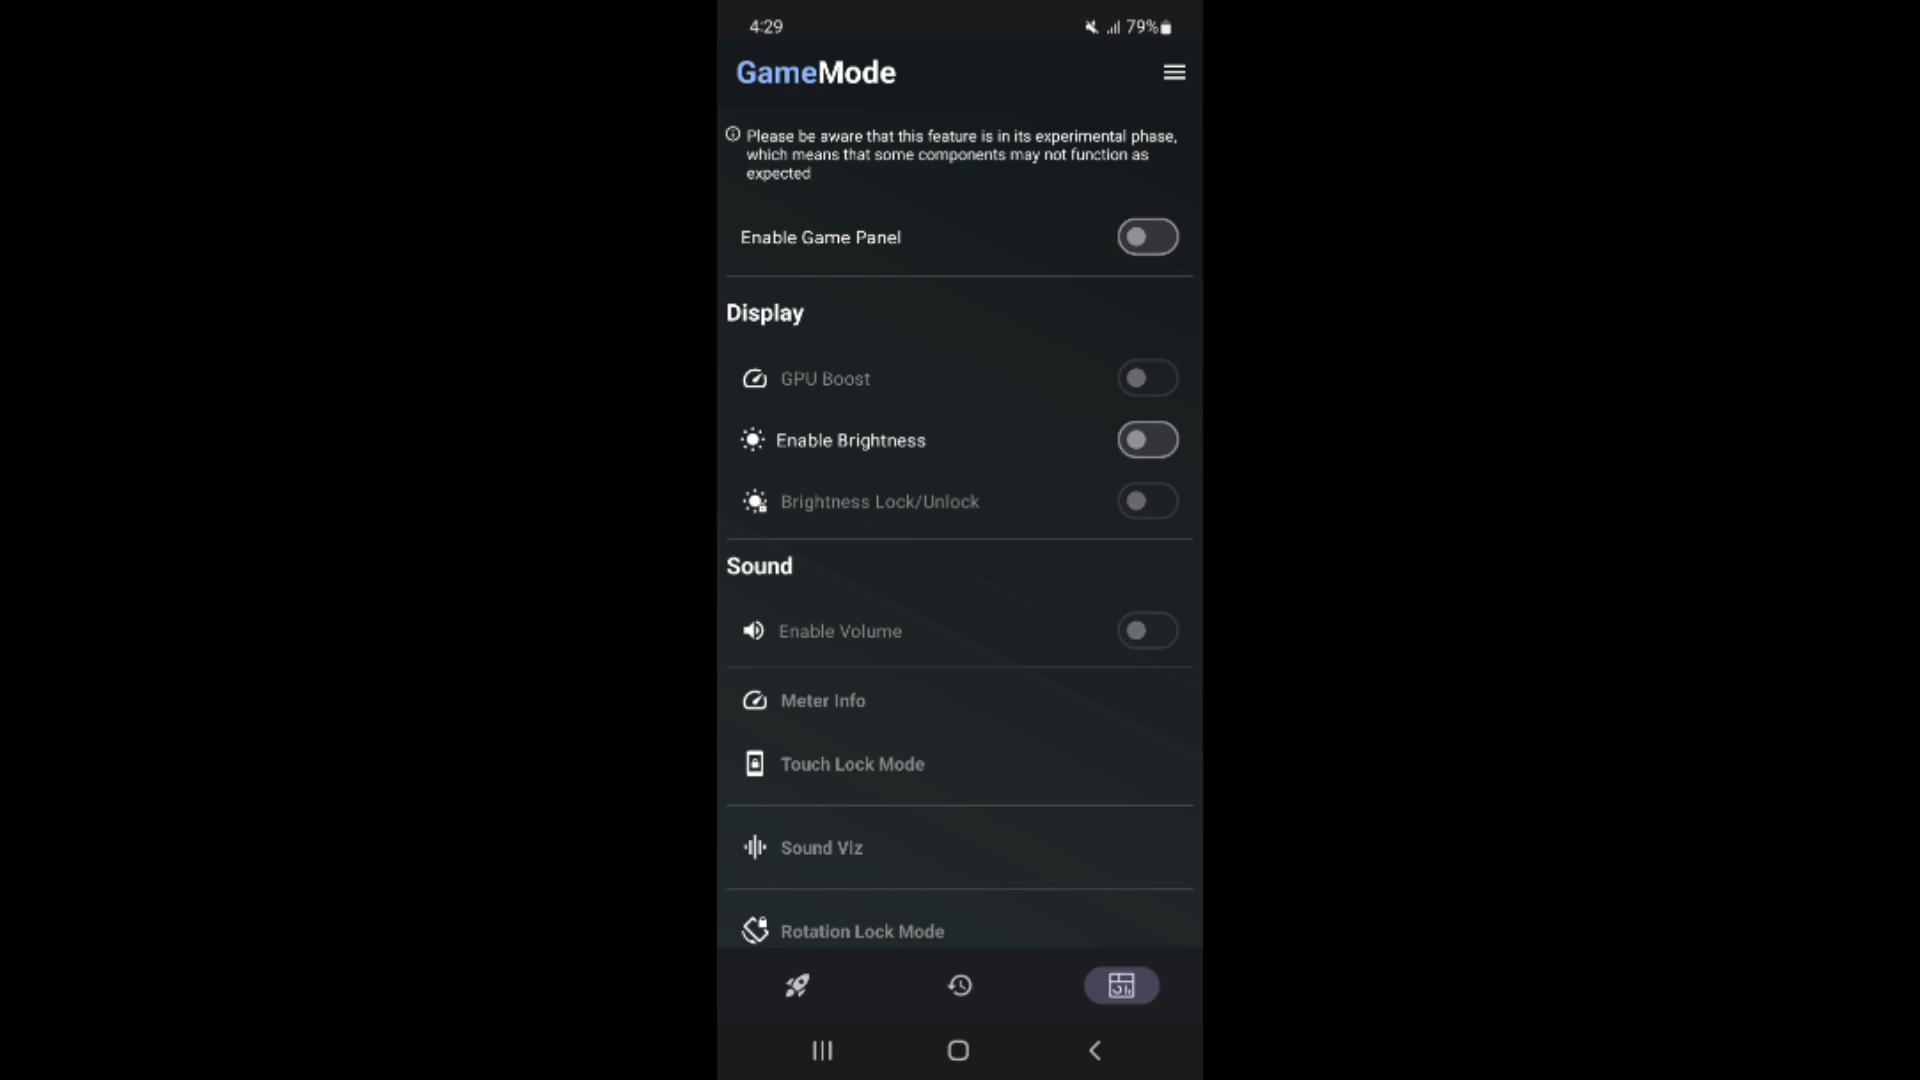 4:29
79%
GameMode
Please be aware that this feature is in its experimental phase,
which means that some components may not function as
expected
Enable Game Panel
Display
GPU Boost
Enable Brightness
Brightness Lock/Unlock
Sound
Enable Volume
Meter Info
Touch Lock Mode
Sound Viz
Rotation Lock Mode